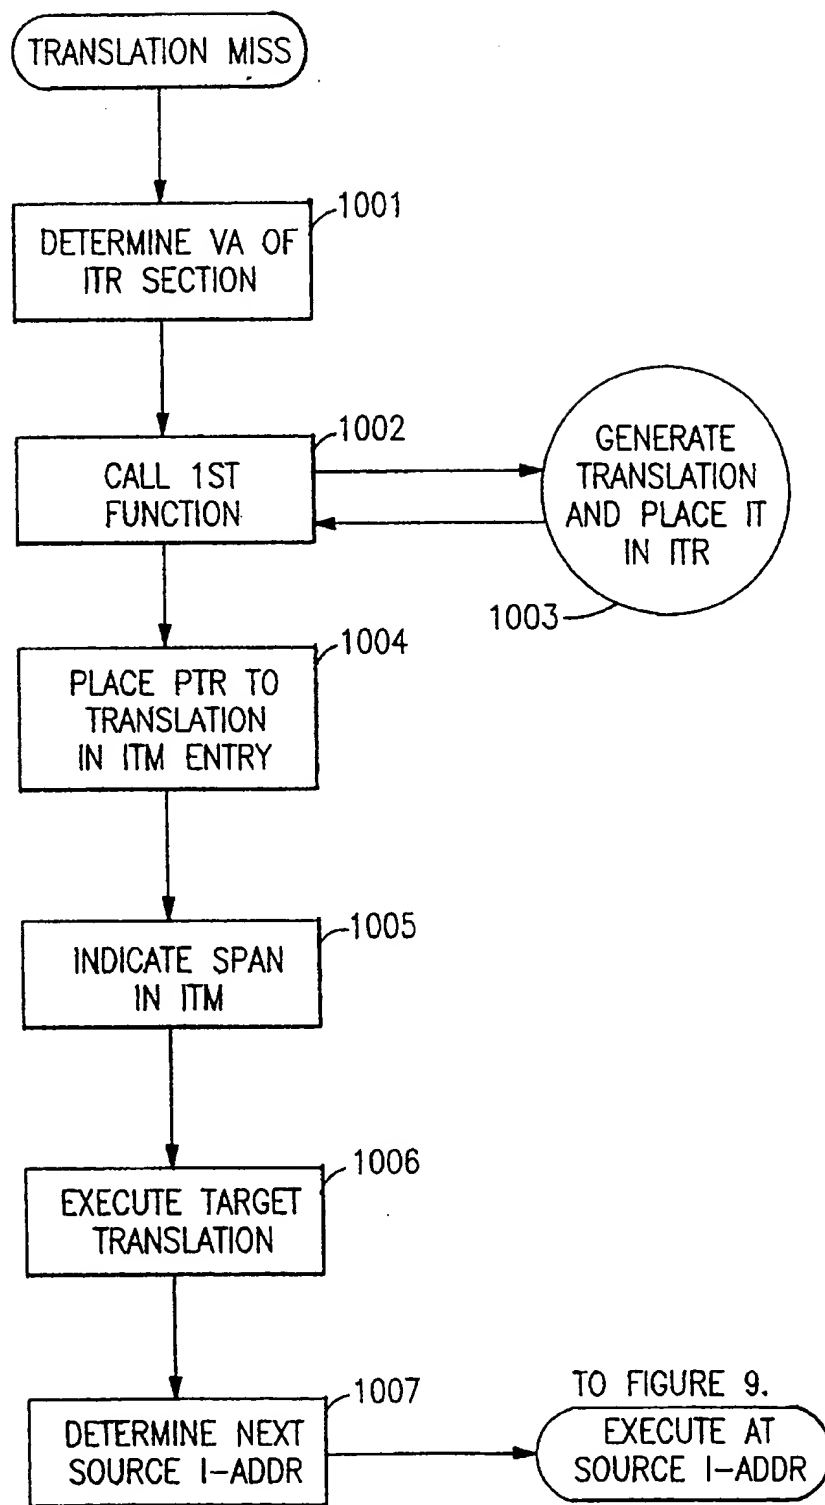 TRANSLATION MISS
1001
DETERMINE VA OF
ITR SECTION
1002
CALL 1ST
FUNCTION
GENERATE
TRANSLATION
AND PLACE IT
IN ITR
1003
1004
PLACE PTR TO
TRANSLATION
IN ITM ENTRY
1005
INDICATE SPAN
IN ITM
1006
EXECUTE TARGET
TRANSLATION
1007
DETERMINE NEXT
SOURCE I-ADDR
TO FIGURE 9.
EXECUTE AT
SOURCE I-ADDR